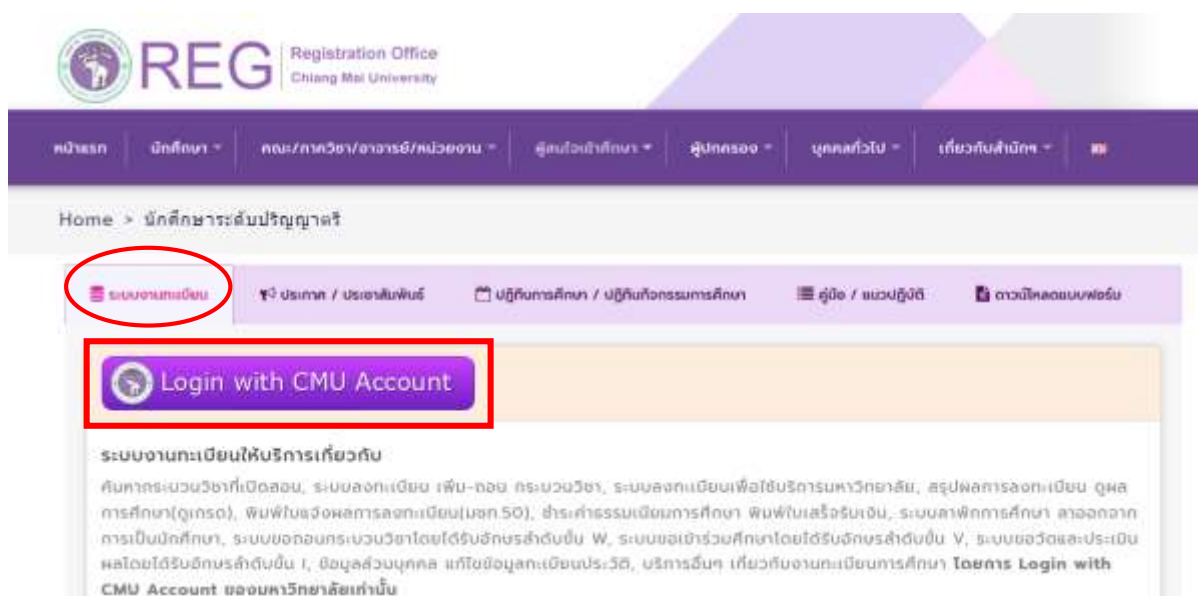 REG
Registration Office
Chiang Mai University
หน้าแรก นักศึกษา คณะ/ภาควิชา/อาจารย์/หน่วยงาน ผู้สนใจเข้าศึกษา ผู้ปกครอง บุคคลทั่วไป เกี่ยวกับสำนักฯ
Home > นักศึกษาระดับปริญญาตรี
ระบบงานทะเบียน ประกาศ / ประชาสัมพันธ์ ปฏิทินการศึกษา / ปฏิทินกิจกรรมการศึกษา คู่มือ / แนวปฏิบัติ ดาวน์โหลดแบบฟอร์ม
Login with CMU Account
ระบบงานทะเบียนให้บริการเกี่ยวกับ
ค้นหากระบวนวิชาที่เปิดสอน, ระบบลงทะเบียน เพิ่ม-ถอน กระบวนวิชา, ระบบลงทะเบียนเพื่อใช้บริการมหาวิทยาลัย, สรุปผลการลงทะเบียน ดูผล
การศึกษา(ดูเกรด), พิมพ์ใบแจ้งผลการลงทะเบียน(มชท.50), ชำระค่าธรรมเนียมการศึกษา พิมพ์ใบเสร็จรับเงิน, ระบบลาพักการศึกษา ลาออกจาก
การเป็นนักศึกษา, ระบบขอถอนกระบวนวิชาโดยได้รับอักษรลำดับขั้น W, ระบบขอเข้าร่วมศึกษาโดยได้รับอักษรลำดับขั้น V, ระบบขอวัดและประเมิน
ผลโดยได้รับอักษรลำดับขั้น I, ข้อมูลส่วนบุคคล แก้ไขข้อมูลทะเบียนประวัติ, บริการอื่นๆ เกี่ยวกับงานทะเบียนการศึกษา โดยการ Login with
CMU Account ของมหาวิทยาลัยเท่านั้น